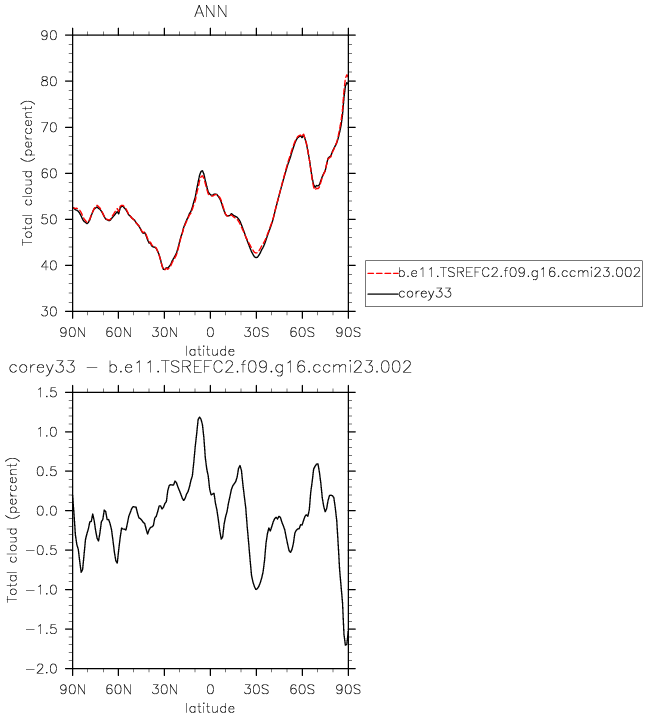 ANN
90
80
70
60
50
40
30
Total cloud (percent)
90N 60N 30N 0 30S 60S 90S
latitude
b.e11.TSREFC2.f09.g16.ccmi23.002
corey33
corey33 − b.e11.TSREFC2.f09.g16.ccmi23.002
1.5
1.0
0.5
0.0
−0.5
−1.0
−1.5
−2.0
Total cloud (percent)
90N 60N 30N 0 30S 60S 90S
latitude